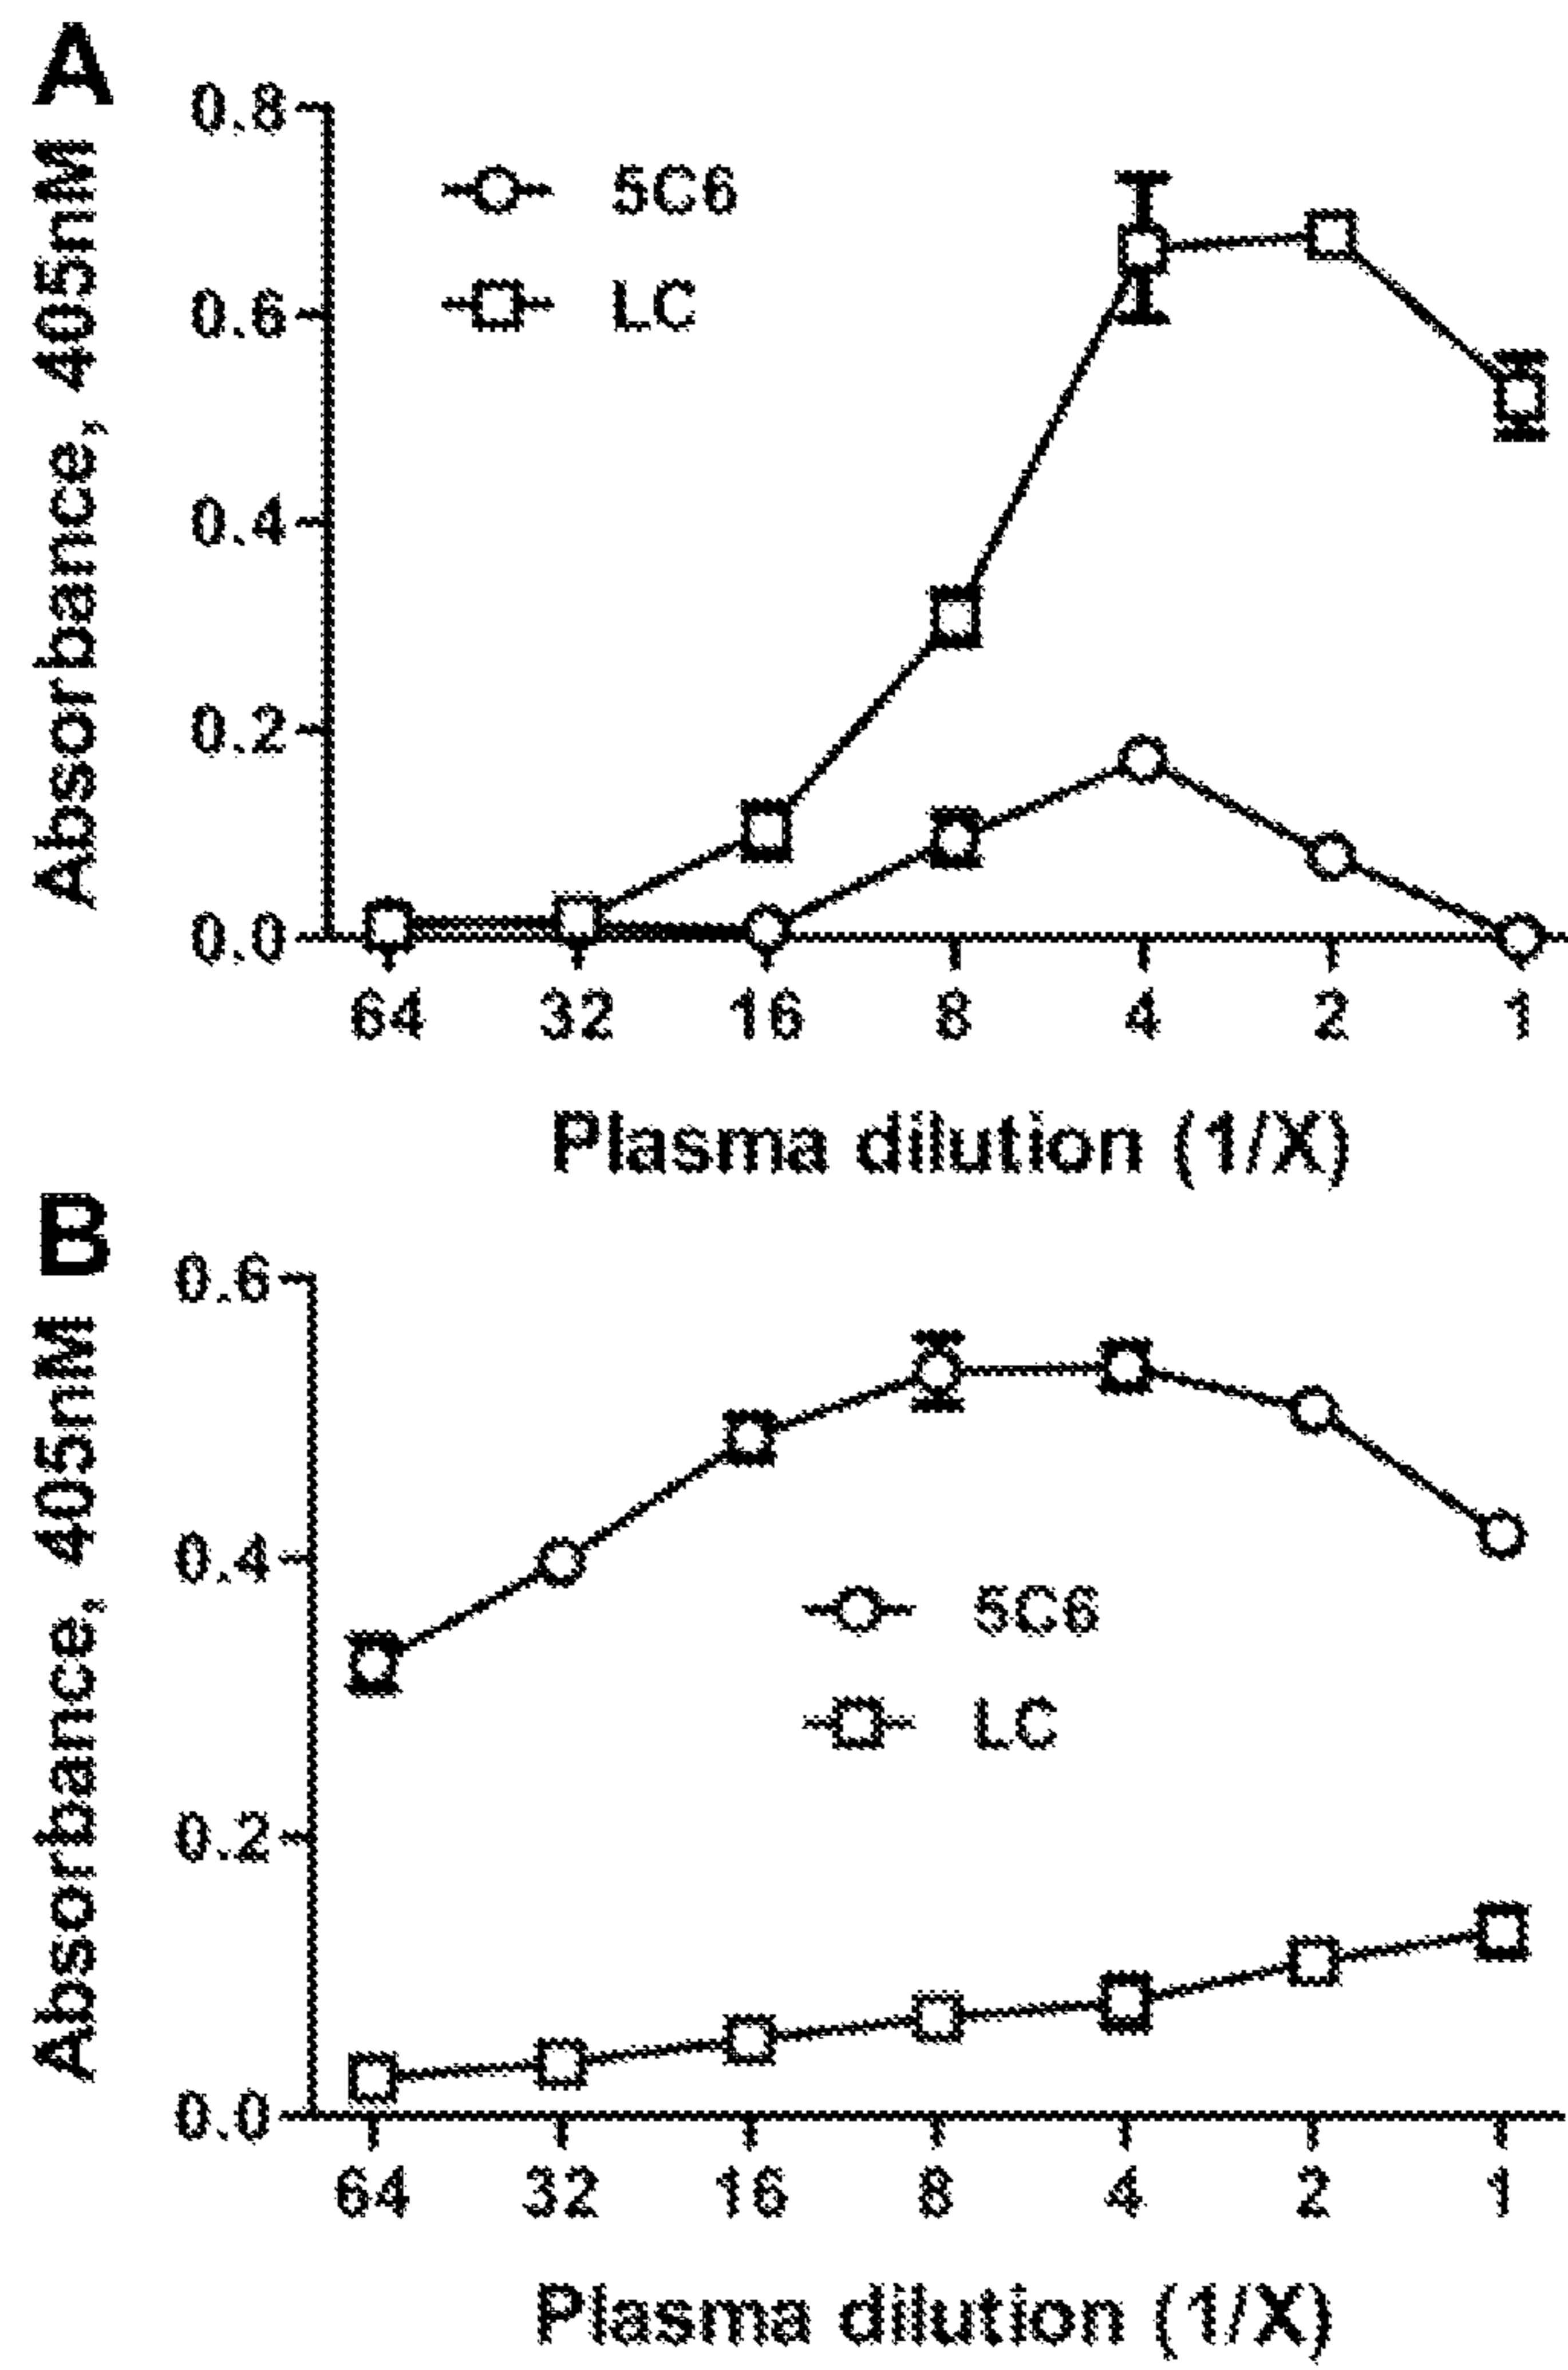 A
Absorbance, 405nM
0.8
0.6
0.4
0.2
0.0
5C6
LC
64 32 16 8 4 2 1
Plasma dilution (1/X)
B
Absorbance, 405nM
0.6
0.4
0.2
0.0
5C6
LC
64 32 16 8 4 2 1
Plasma dilution (1/X)